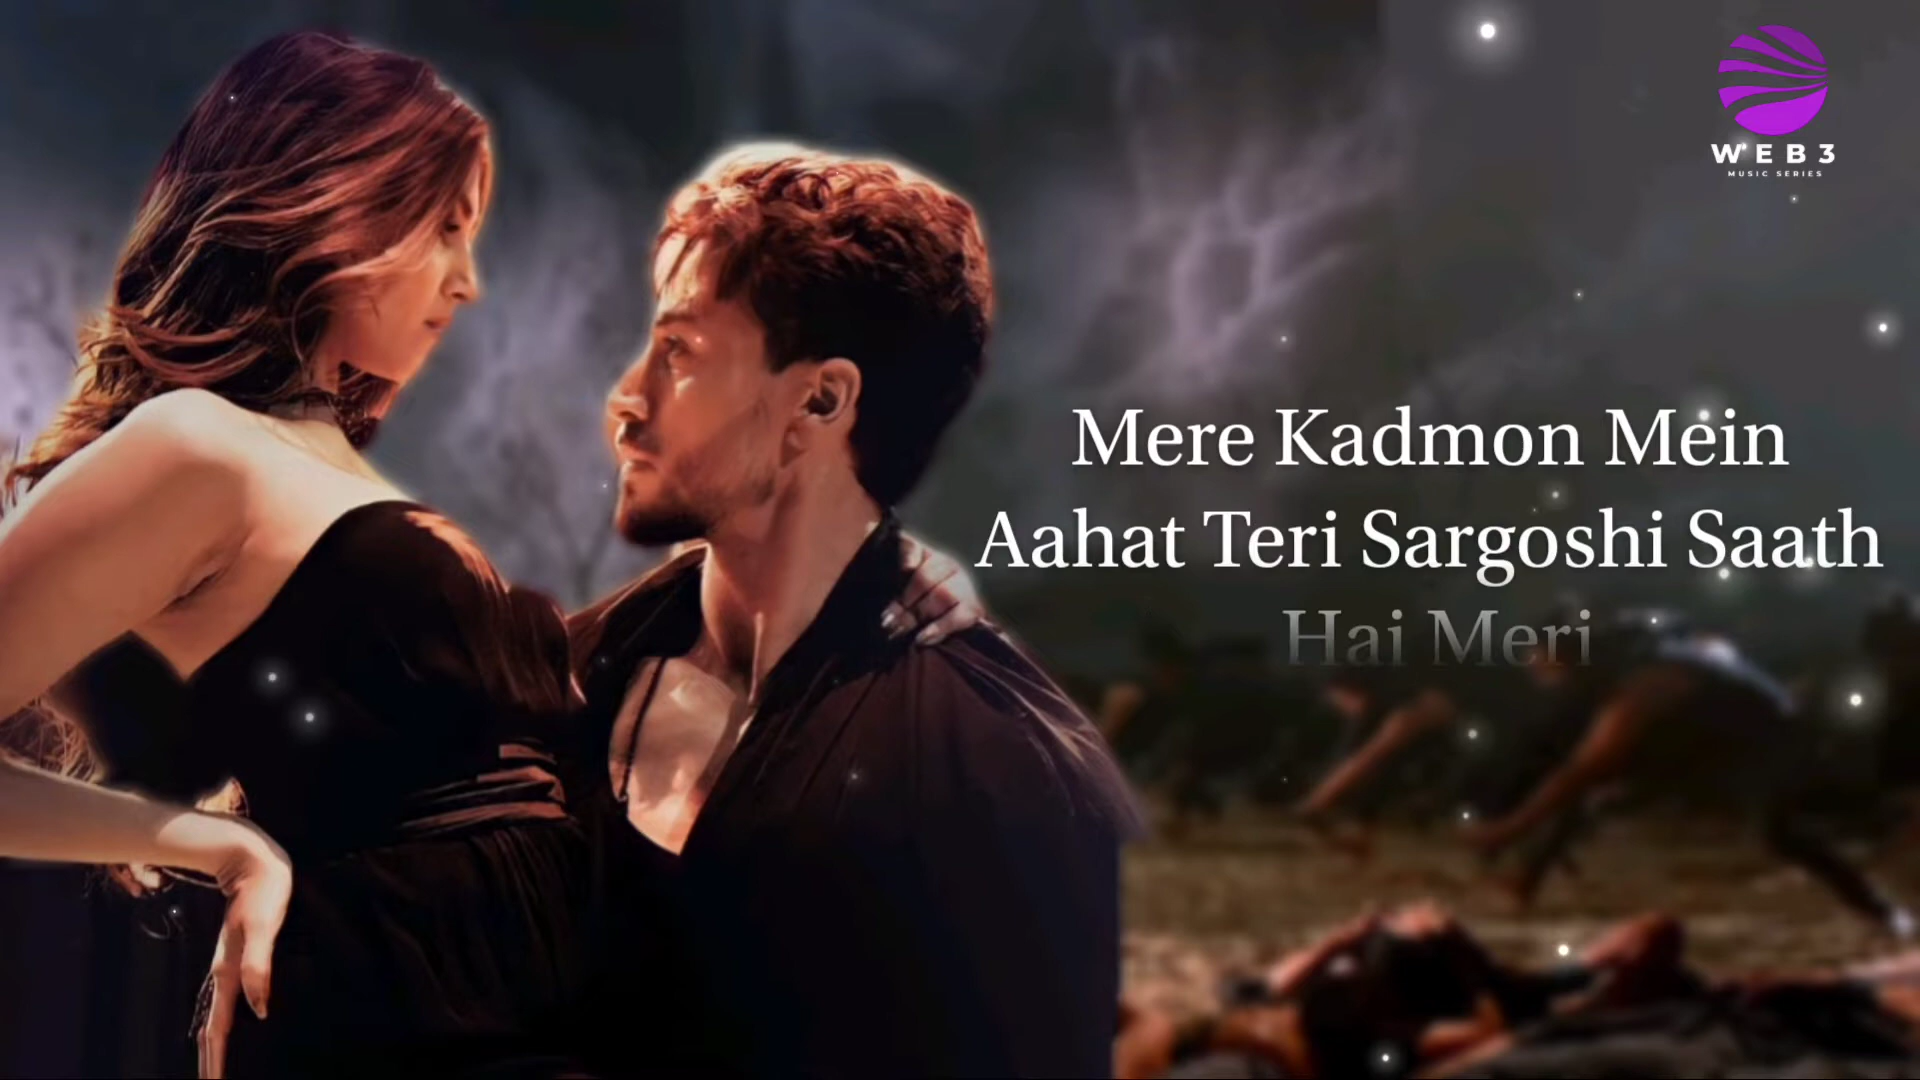 WEB3
MUSIC SERIES
Mere Kadmon Mein
Aahat Teri Sargoshi Saath
Hai Meri